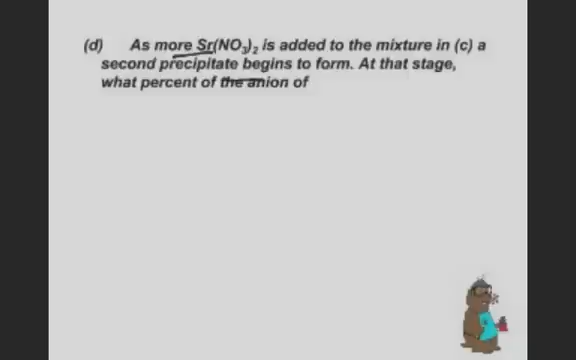 (d) As more Sr(NO3)2 is added to the mixture in (c) a
second precipitate begins to form. At that stage,
what percent of the anion of